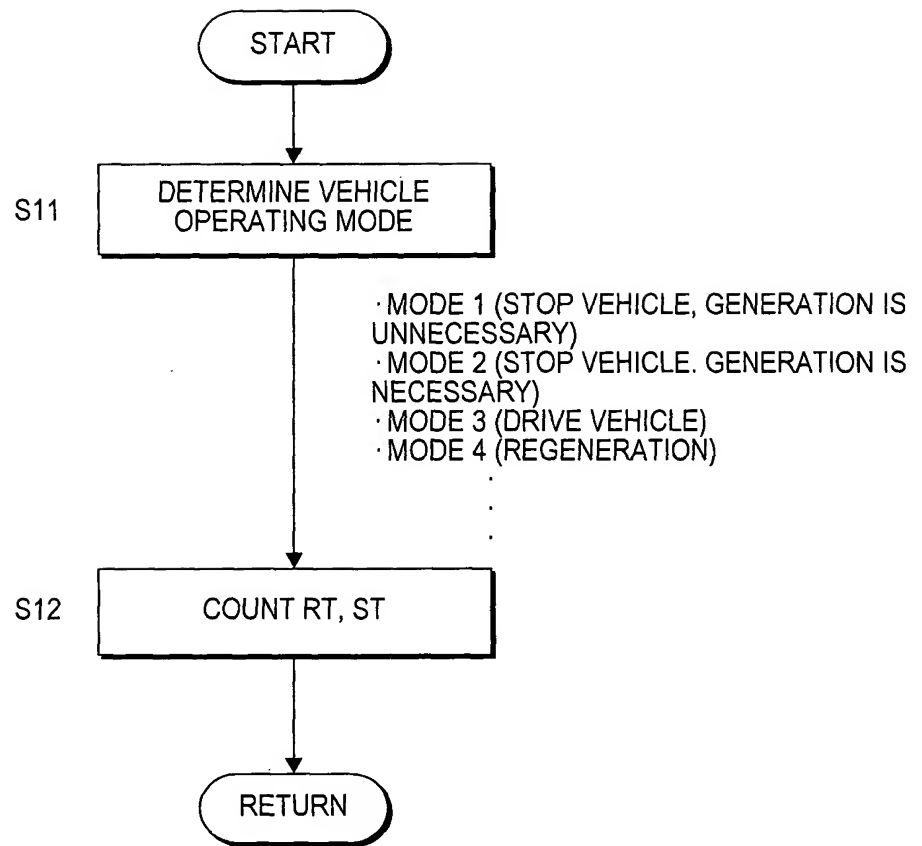 START
S11
DETERMINE VEHICLE
OPERATING MODE
· MODE 1 (STOP VEHICLE, GENERATION IS
UNNECESSARY)
· MODE 2 (STOP VEHICLE. GENERATION IS
NECESSARY)
· MODE 3 (DRIVE VEHICLE)
· MODE 4 (REGENERATION)
·
·
·
S12
COUNT RT, ST
RETURN